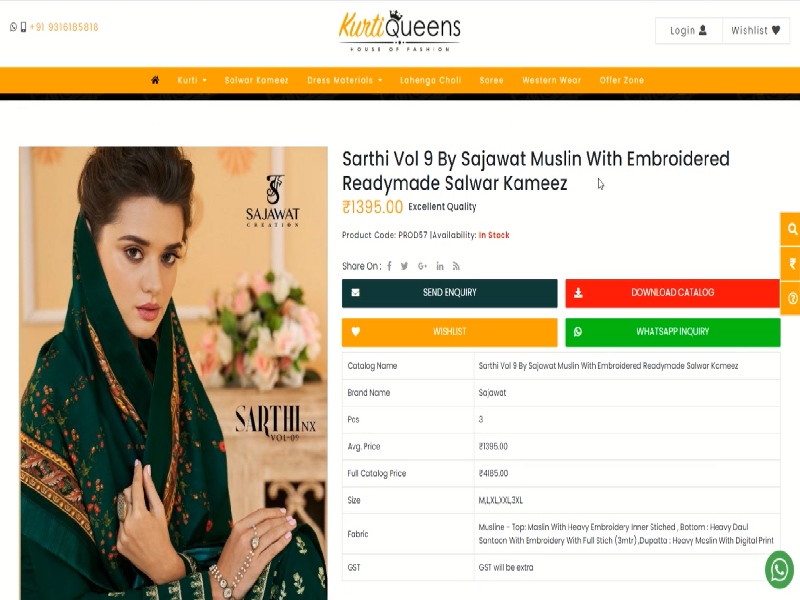 +91 9316185818
KurtiQueens
HOUSE OF FASHION
Login
Wishlist
Kurti
Salwar Kameez
Dress Materials
Lahenga Choli
Saree
Western Wear
Offer Zone
SAJAWAT
CREATION
SARTHI NX
VOL-09
Sarthi Vol 9 By Sajawat Muslin With Embroidered
Readymade Salwar Kameez
₹1395.00 Excellent Quality
Product Code: PROD57 |Availability: In Stock
Share On :
SEND ENQUIRY
DOWNLOAD CATALOG
WISHLIST
WHATSAPP INQUIRY
Catalog Name
Sarthi Vol 9 By Sajawat Muslin With Embroidered Readymade Salwar Kameez
Brand Name
Sajawat
Pcs
3
Avg. Price
₹1395.00
Full Catalog Price
₹4185.00
Size
M,L,XL,XXL,3XL
Fabric
Musline - Top: Maslin With Heavy Embroidery Inner Stiched , Bottom : Heavy Daul
Santoon With Embroidery With Full Stich (3mtr) ,Dupatta : Heavy Maslin With Digital Print
GST
GST will be extra